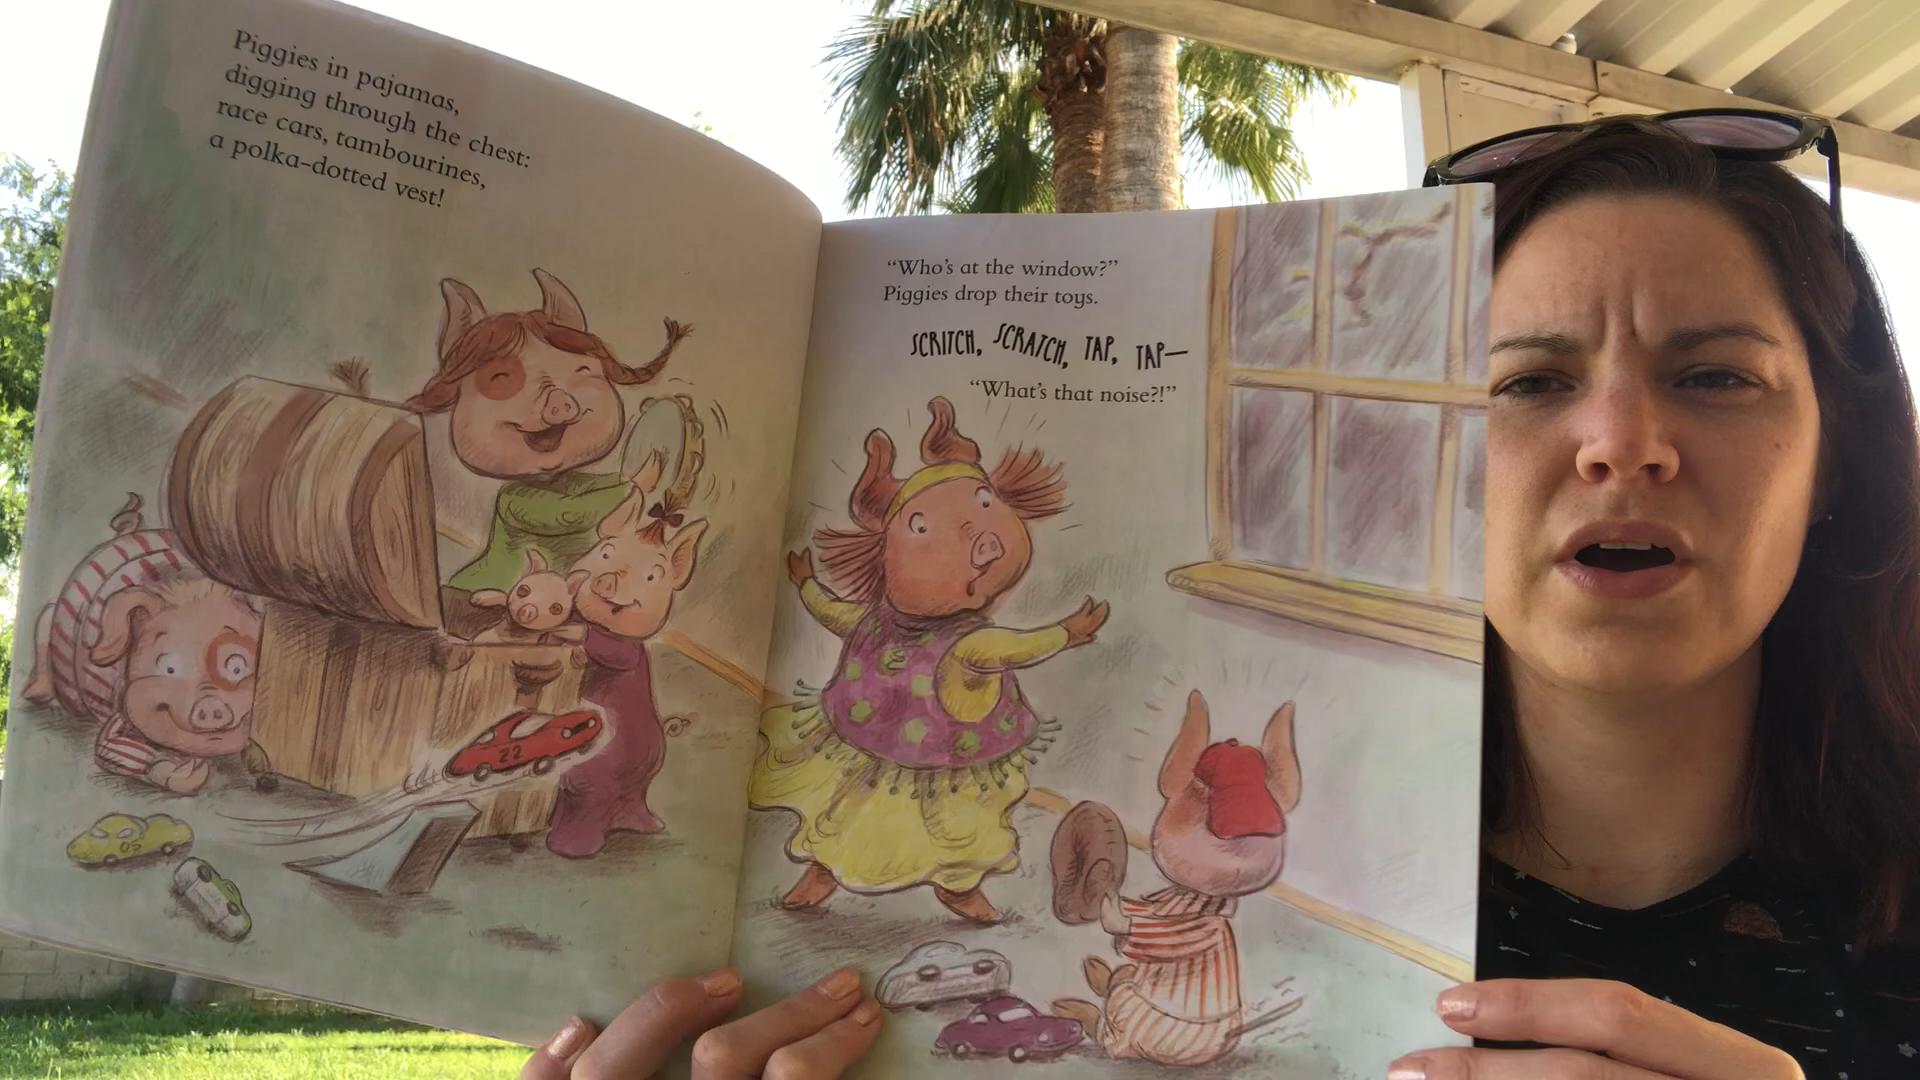 Piggies in pajamas,
digging through the chest:
race cars, tambourines,
a polka-dotted vest!
“Who’s at the window?”
Piggies drop their toys.
SCRITCH, SCRATCH, TAP, TAP—
“What’s that noise?!”
22
05